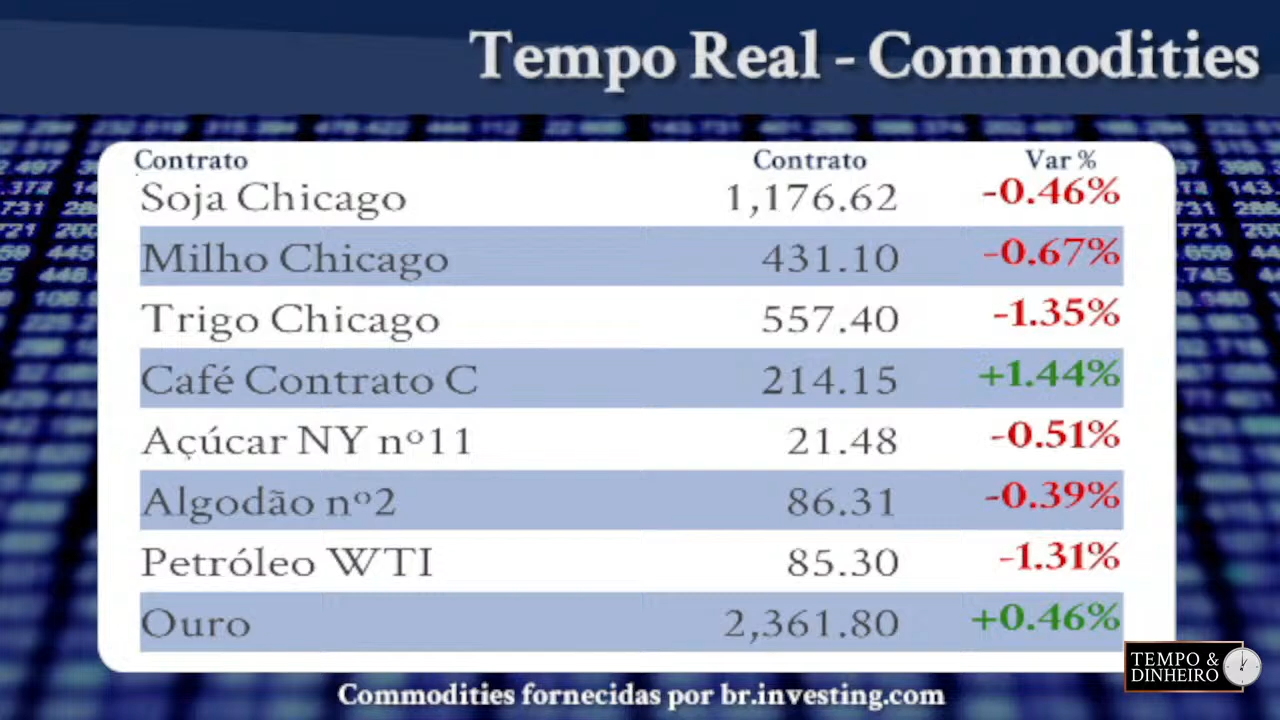 Tempo Real - Commodities
Contrato Contrato Var %
Soja Chicago 1,176.62 -0.46%
Milho Chicago 431.10 -0.67%
Trigo Chicago 557.40 -1.35%
Café Contrato C 214.15 +1.44%
Açúcar NY nº11 21.48 -0.51%
Algodão nº2 86.31 -0.39%
Petróleo WTI 85.30 -1.31%
Ouro 2,361.80 +0.46%
TEMPO &
DINHEIRO
Commodities fornecidas por br.investing.com